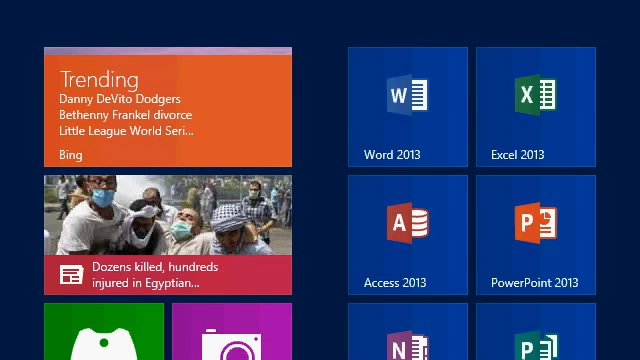 Trending
Danny DeVito Dodgers
Bethenny Frankel divorce
Little League World Seri...
Bing
Dozens killed, hundreds
injured in Egyptian...
W
Word 2013
X
Excel 2013
A
Access 2013
P
PowerPoint 2013
N
P